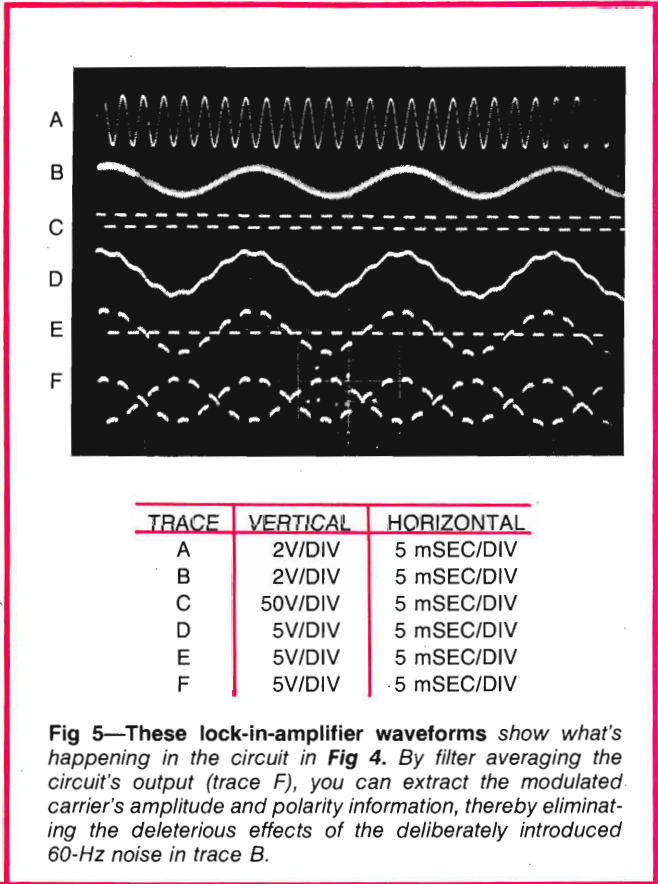 A
B
C
D
E
F
TRACE VERTICAL HORIZONTAL
A 2V/DIV 5 mSEC/DIV
B 2V/DIV 5 mSEC/DIV
C 50V/DIV 5 mSEC/DIV
D 5V/DIV 5 mSEC/DIV
E 5V/DIV 5 mSEC/DIV
F 5V/DIV 5 mSEC/DIV
Fig 5—These lock-in-amplifier waveforms show what's
happening in the circuit in Fig 4. By filter averaging the
circuit's output (trace F), you can extract the modulated
carrier's amplitude and polarity information, thereby eliminat-
ing the deleterious effects of the deliberately introduced
60-Hz noise in trace B.